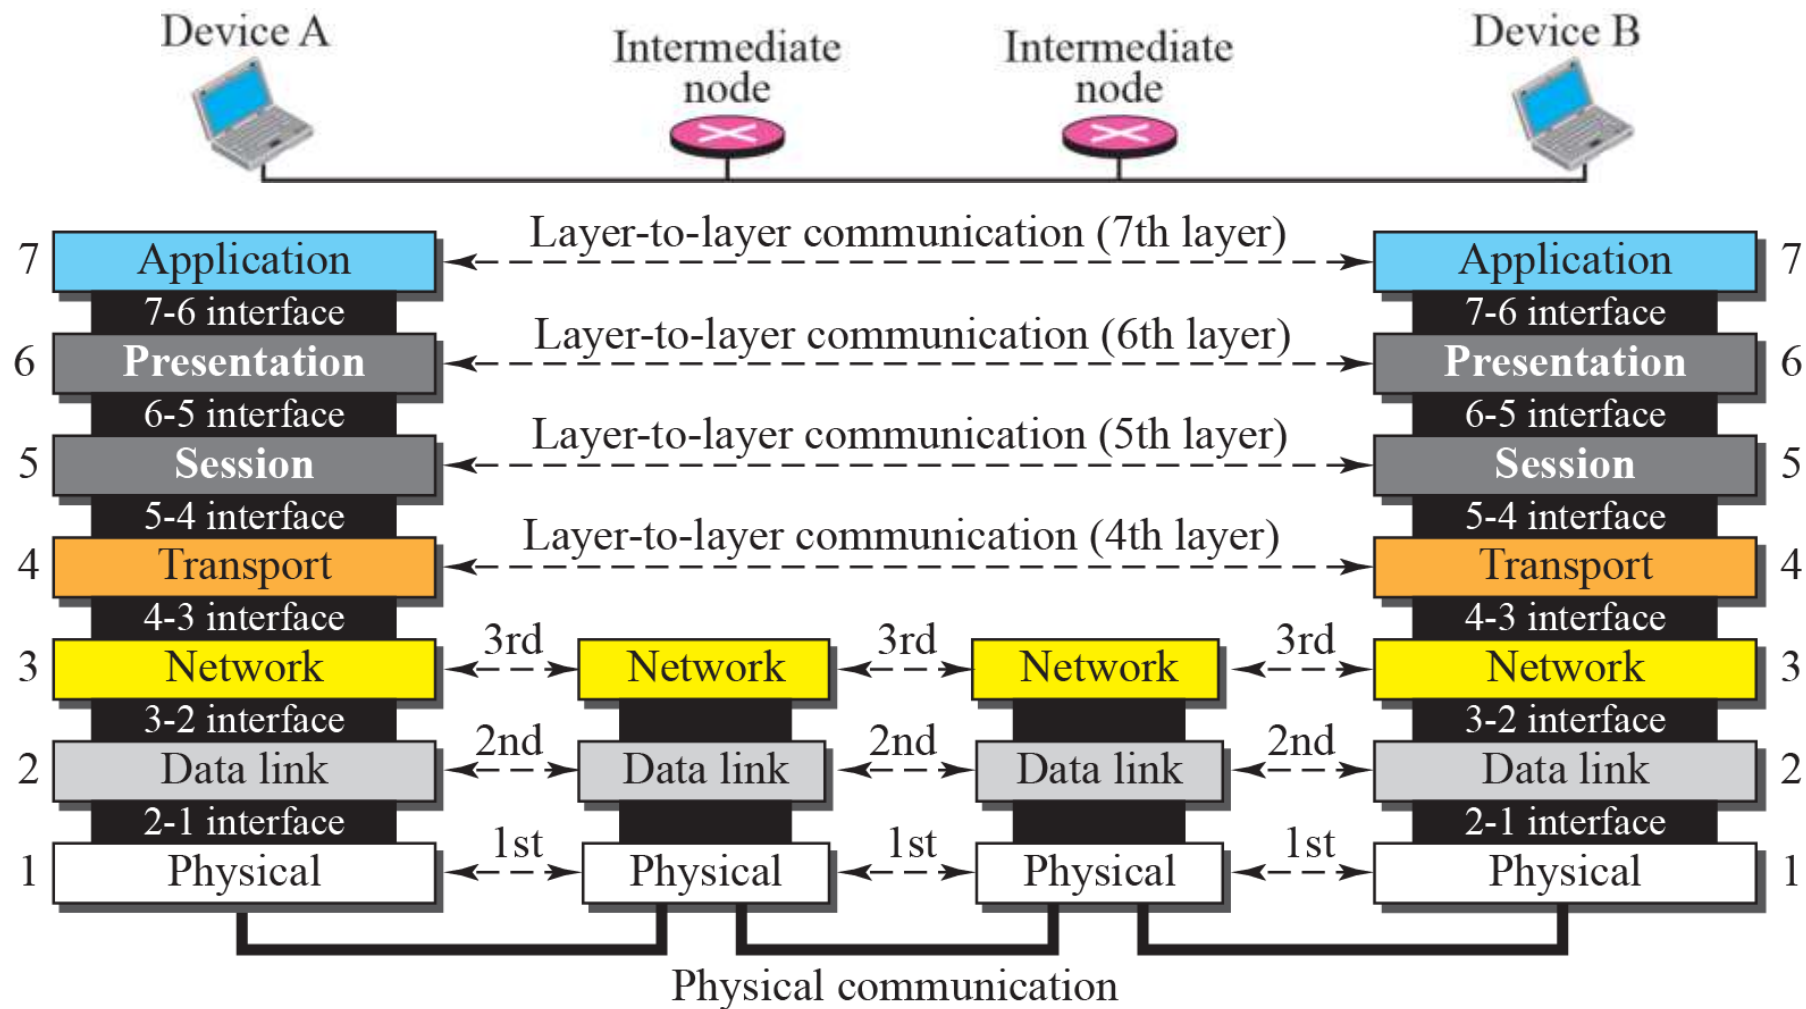 Device A
Intermediate
node
Intermediate
node
Device B
7 Application Layer-to-layer communication (7th layer) Application 7
7-6 interface 7-6 interface
6 Presentation Layer-to-layer communication (6th layer) Presentation 6
6-5 interface 6-5 interface
5 Session Layer-to-layer communication (5th layer) Session 5
5-4 interface 5-4 interface
4 Transport Layer-to-layer communication (4th layer) Transport 4
4-3 interface 4-3 interface
3 Network 3rd Network 3rd Network 3rd Network 3
3-2 interface 3-2 interface
2 Data link 2nd Data link 2nd Data link 2nd Data link 2
2-1 interface 2-1 interface
1 Physical 1st Physical 1st Physical 1st Physical 1
Physical communication